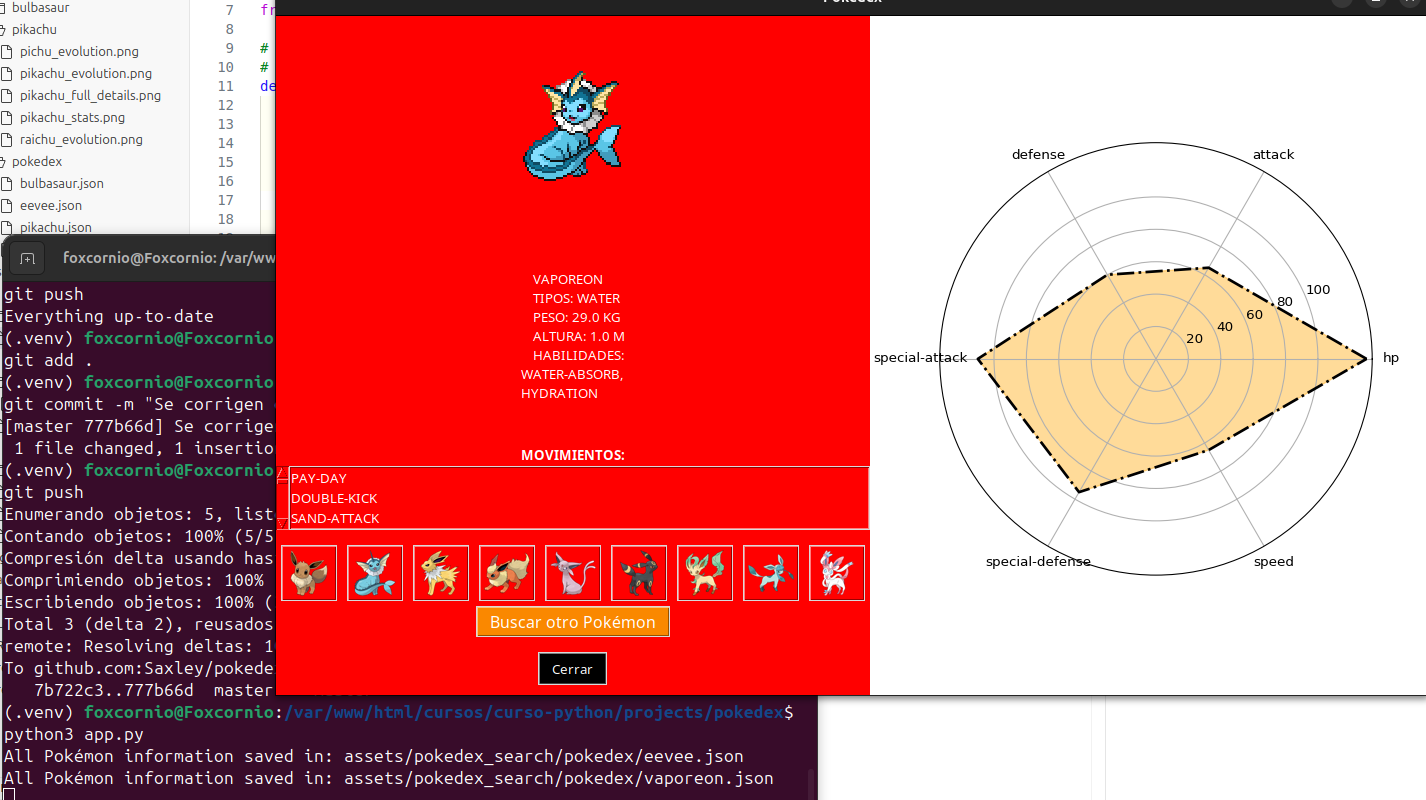 bulbasaur
pikachu
pichu_evolution.png
pikachu_evolution.png
pikachu_full_details.png
pikachu_stats.png
raichu_evolution.png
pokedex
bulbasaur.json
eevee.json
pikachu.json
7
8
9 #
10 #
11
12
13
14
15
16
17
18
Pokedex
VAPOREON
TIPOS: WATER
PESO: 29.0 KG
ALTURA: 1.0 M
HABILIDADES:
WATER-ABSORB,
HYDRATION
MOVIMIENTOS:
PAY-DAY
DOUBLE-KICK
SAND-ATTACK
Buscar otro Pokémon
Cerrar
defense
attack
special-attack
hp
special-defense
speed
20
40
60
80
100
foxcornio@Foxcornio: /var/ww
git push
Everything up-to-date
(.venv) foxcornio@Foxcornio
git add .
(.venv) foxcornio@Foxcornio
git commit -m "Se corrigen
[master 777b66d] Se corrige
1 file changed, 1 insertio
(.venv) foxcornio@Foxcornio
git push
Enumerando objetos: 5, list
Contando objetos: 100% (5/5
Compresión delta usando has
Comprimiendo objetos: 100%
Escribiendo objetos: 100% (
Total 3 (delta 2), reusados
remote: Resolving deltas: 1
To github.com:Saxley/pokede
7b722c3..777b66d master
(.venv) foxcornio@Foxcornio:/var/www/html/cursos/curso-python/projects/pokedex$
python3 app.py
All Pokémon information saved in: assets/pokedex_search/pokedex/eevee.json
All Pokémon information saved in: assets/pokedex_search/pokedex/vaporeon.json